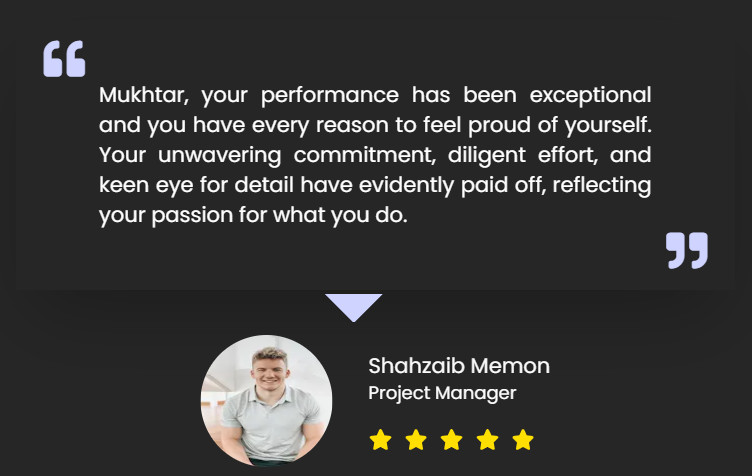 Mukhtar, your performance has been exceptional
and you have every reason to feel proud of yourself.
Your unwavering commitment, diligent effort, and
keen eye for detail have evidently paid off, reflecting
your passion for what you do.
Shahzaib Memon
Project Manager